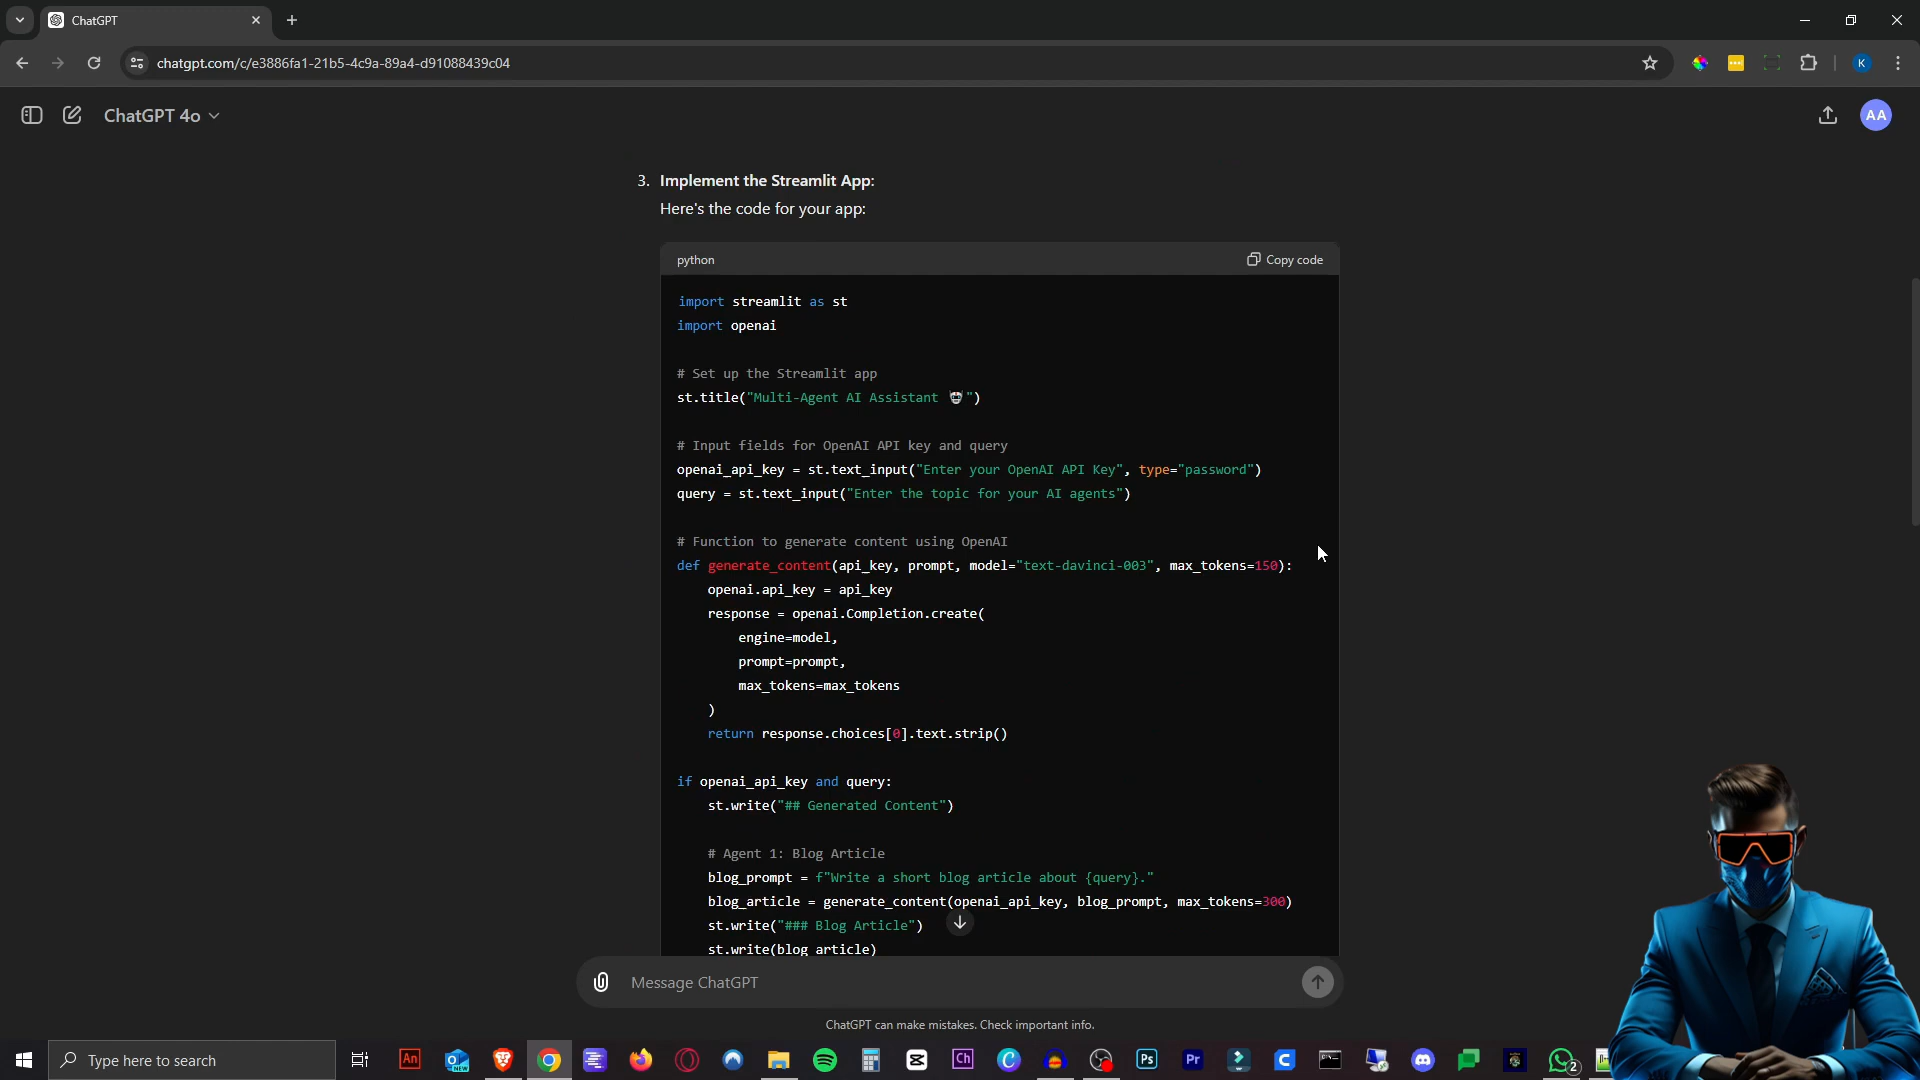 ChatGPT
chatgpt.com/c/e3886fa1-21b5-4c9a-89a4-d91088439c04
K
ChatGPT 4o
AA
3. Implement the Streamlit App:
Here's the code for your app:
python
Copy code
import streamlit as st
import openai
# Set up the Streamlit app
st.title("Multi-Agent AI Assistant 🤖")
# Input fields for OpenAI API key and query
openai_api_key = st.text_input("Enter your OpenAI API Key", type="password")
query = st.text_input("Enter the topic for your AI agents")
# Function to generate content using OpenAI
def generate_content(api_key, prompt, model="text-davinci-003", max_tokens=150):
openai.api_key = api_key
response = openai.Completion.create(
engine=model,
prompt=prompt,
max_tokens=max_tokens
)
return response.choices[0].text.strip()
if openai_api_key and query:
st.write("## Generated Content")
# Agent 1: Blog Article
blog_prompt = f"Write a short blog article about {query}."
blog_article = generate_content(openai_api_key, blog_prompt, max_tokens=300)
st.write("### Blog Article")
st.write(blog_article)
Message ChatGPT
ChatGPT can make mistakes. Check important info.
Type here to search
An
NEW
Ch
Ps
Pr
2